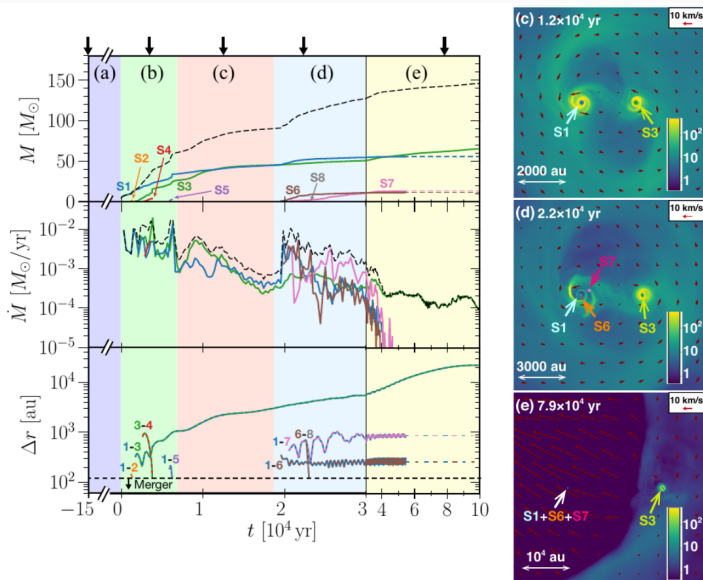 (a)
(b)
(c)
(d)
(e)
M [M⊙]
150
100
50
0
S1
S2
S4
S3
S5
S6
S8
S7
Ṁ [M⊙/yr]
10⁻²
10⁻³
10⁻⁴
10⁻⁵
Δr [au]
10⁴
10³
10²
3-4
1-3
1-2
1-5
1-7
6-8
1-6
Merger
−15
0
1
2
3
4
6
8
10
t [10⁴ yr]
(c) 1.2×10⁴ yr
10 km/s
S1
S3
2000 au
10²
10
1
(d) 2.2×10⁴ yr
10 km/s
S7
S1
S6
S3
3000 au
10²
10
1
(e) 7.9×10⁴ yr
10 km/s
S1+S6+S7
S3
10⁴ au
10²
10
1